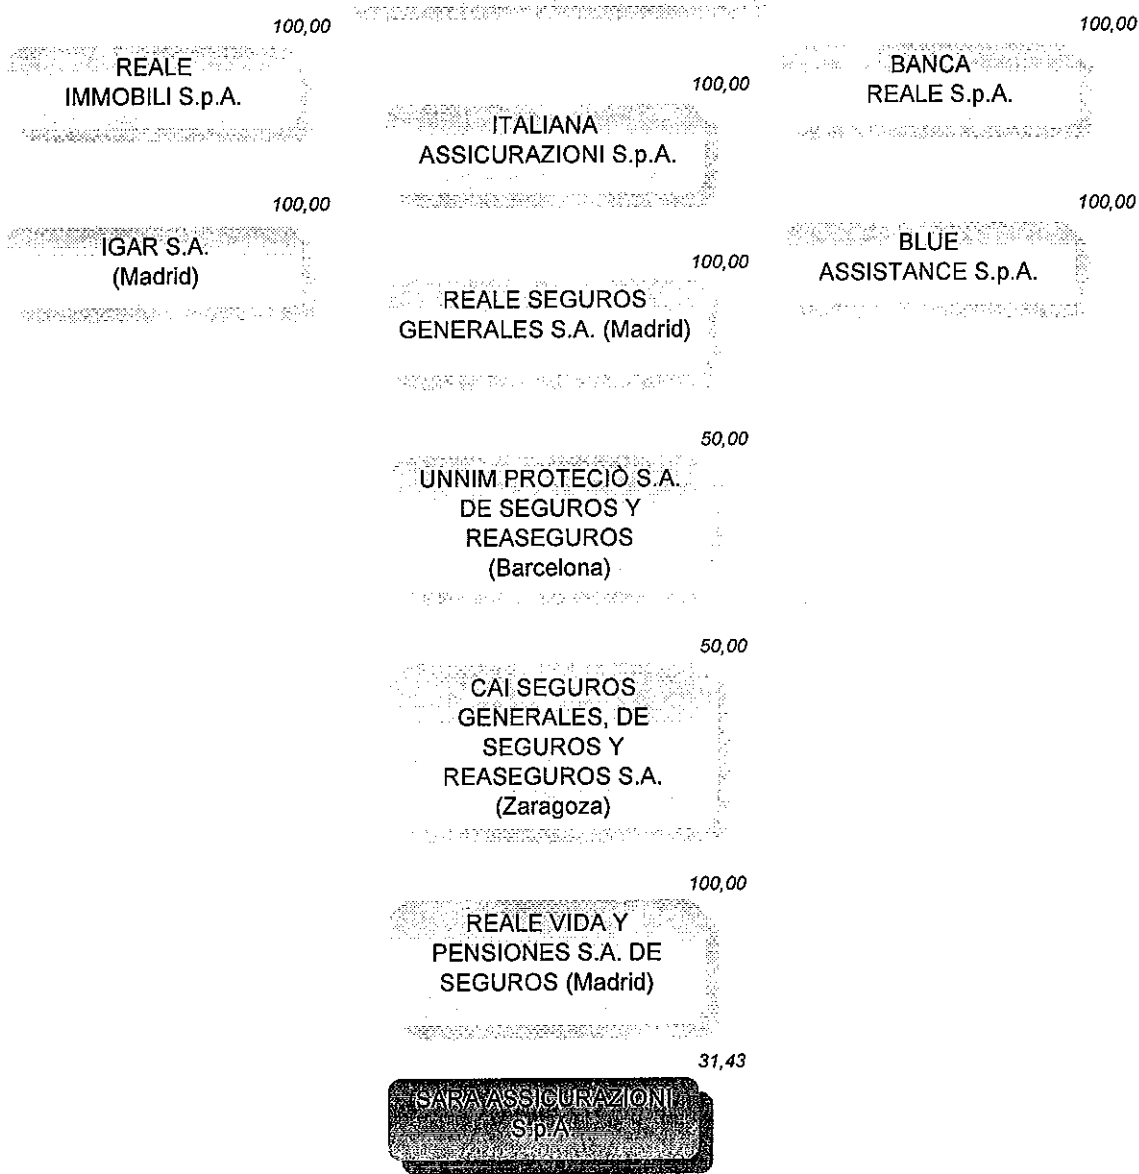 100,00
REALE
IMMOBILI S.p.A.
100,00
IGAR S.A.
(Madrid)
100,00
ITALIANA
ASSICURAZIONI S.p.A.
100,00
REALE SEGUROS
GENERALES S.A. (Madrid)
50,00
UNNIM PROTECIÒ S.A.
DE SEGUROS Y
REASEGUROS
(Barcelona)
50,00
CAI SEGUROS
GENERALES, DE
SEGUROS Y
REASEGUROS S.A.
(Zaragoza)
100,00
REALE VIDA Y
PENSIONES S.A. DE
SEGUROS (Madrid)
31,43
SARA ASSICURAZIONI
S.p.A.
100,00
BANCA
REALE S.p.A.
100,00
BLUE
ASSISTANCE S.p.A.